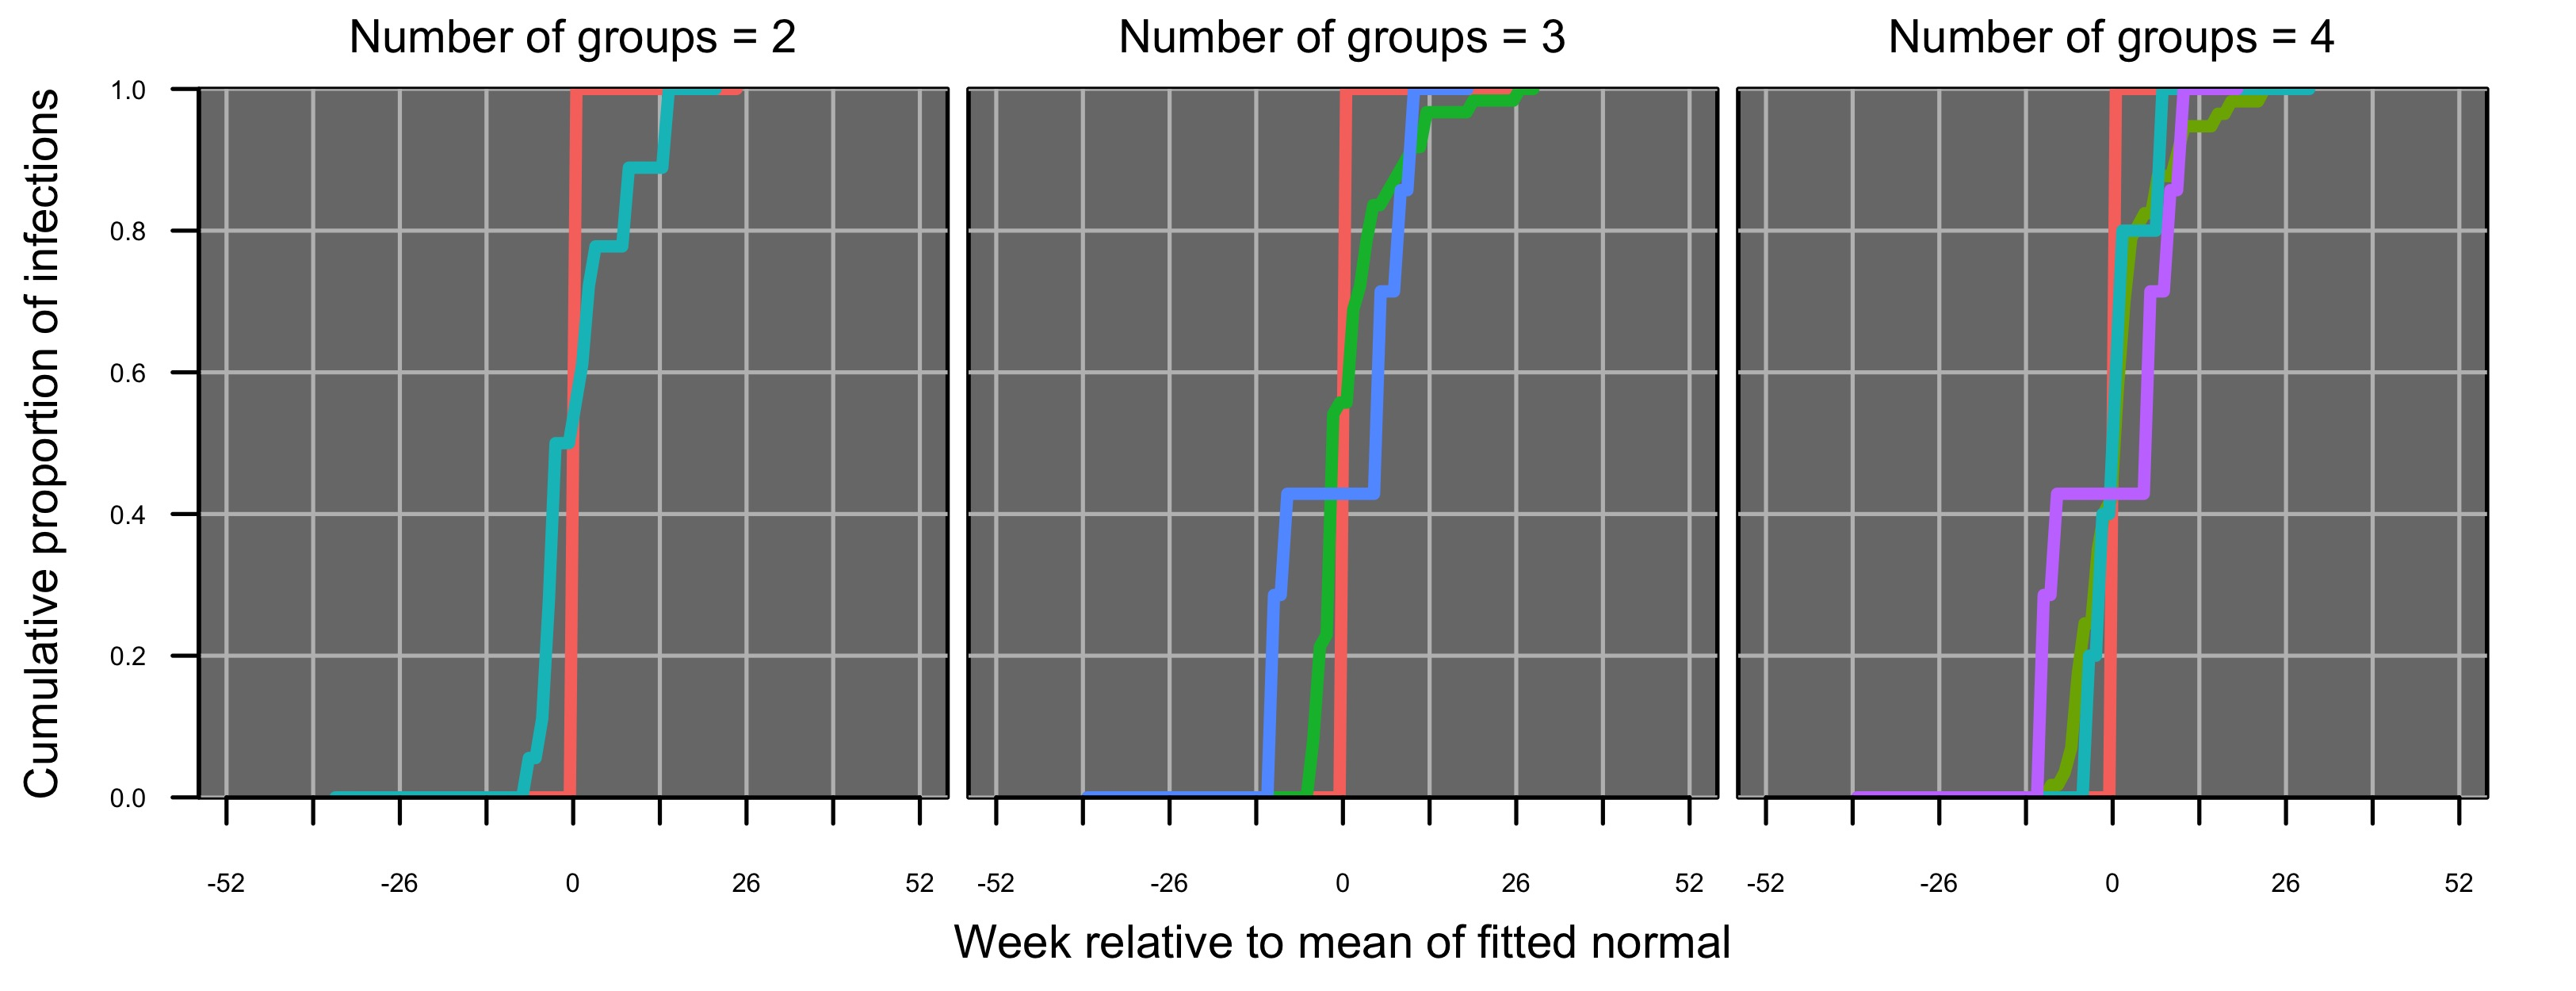 Number of groups = 2
Number of groups = 3
Number of groups = 4
Cumulative proportion of infections
1.0
0.8
0.6
0.4
0.2
0.0
-52 -26 0 26 52
-52 -26 0 26 52
-52 -26 0 26 52
Week relative to mean of fitted normal